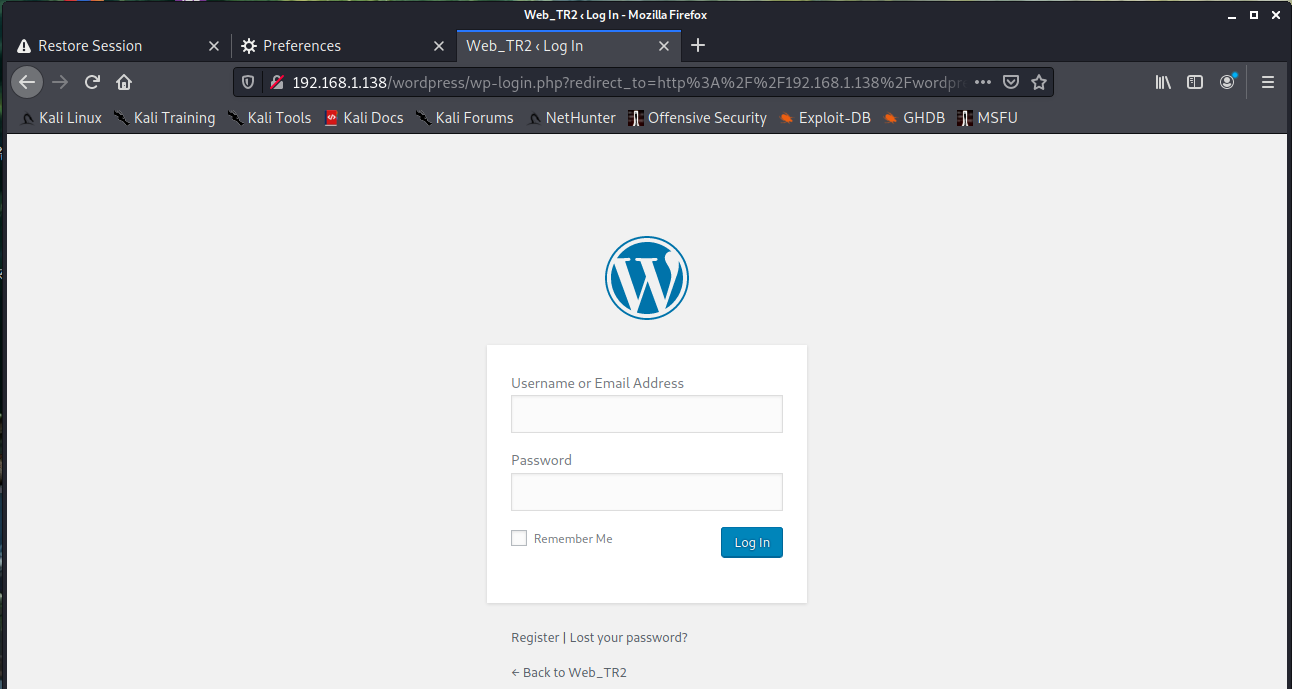 Web_TR2 ‹ Log In - Mozilla Firefox
Restore Session Preferences Web_TR2 ‹ Log In
192.168.1.138/wordpress/wp-login.php?redirect_to=http%3A%2F%2F192.168.1.138%2Fwordpre
Kali Linux Kali Training Kali Tools Kali Docs Kali Forums NetHunter Offensive Security Exploit-DB GHDB MSFU
Username or Email Address
Password
Remember Me Log In
Register | Lost your password?
← Back to Web_TR2